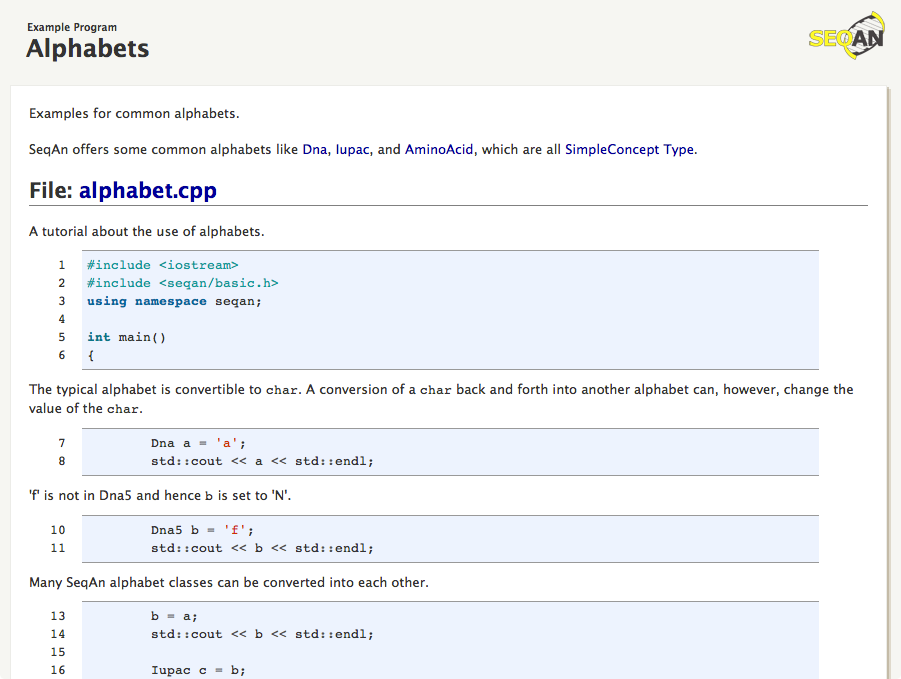 Example Program
Alphabets
SEQAN
Examples for common alphabets.
SeqAn offers some common alphabets like Dna, Iupac, and AminoAcid, which are all SimpleConcept Type.
File: alphabet.cpp
A tutorial about the use of alphabets.
1 #include <iostream>
2 #include <seqan/basic.h>
3 using namespace seqan;
4
5 int main()
6 {
The typical alphabet is convertible to char. A conversion of a char back and forth into another alphabet can, however, change the
value of the char.
7 Dna a = 'a';
8 std::cout << a << std::endl;
'f' is not in Dna5 and hence b is set to 'N'.
10 Dna5 b = 'f';
11 std::cout << b << std::endl;
Many SeqAn alphabet classes can be converted into each other.
13 b = a;
14 std::cout << b << std::endl;
15
16 Iupac c = b;